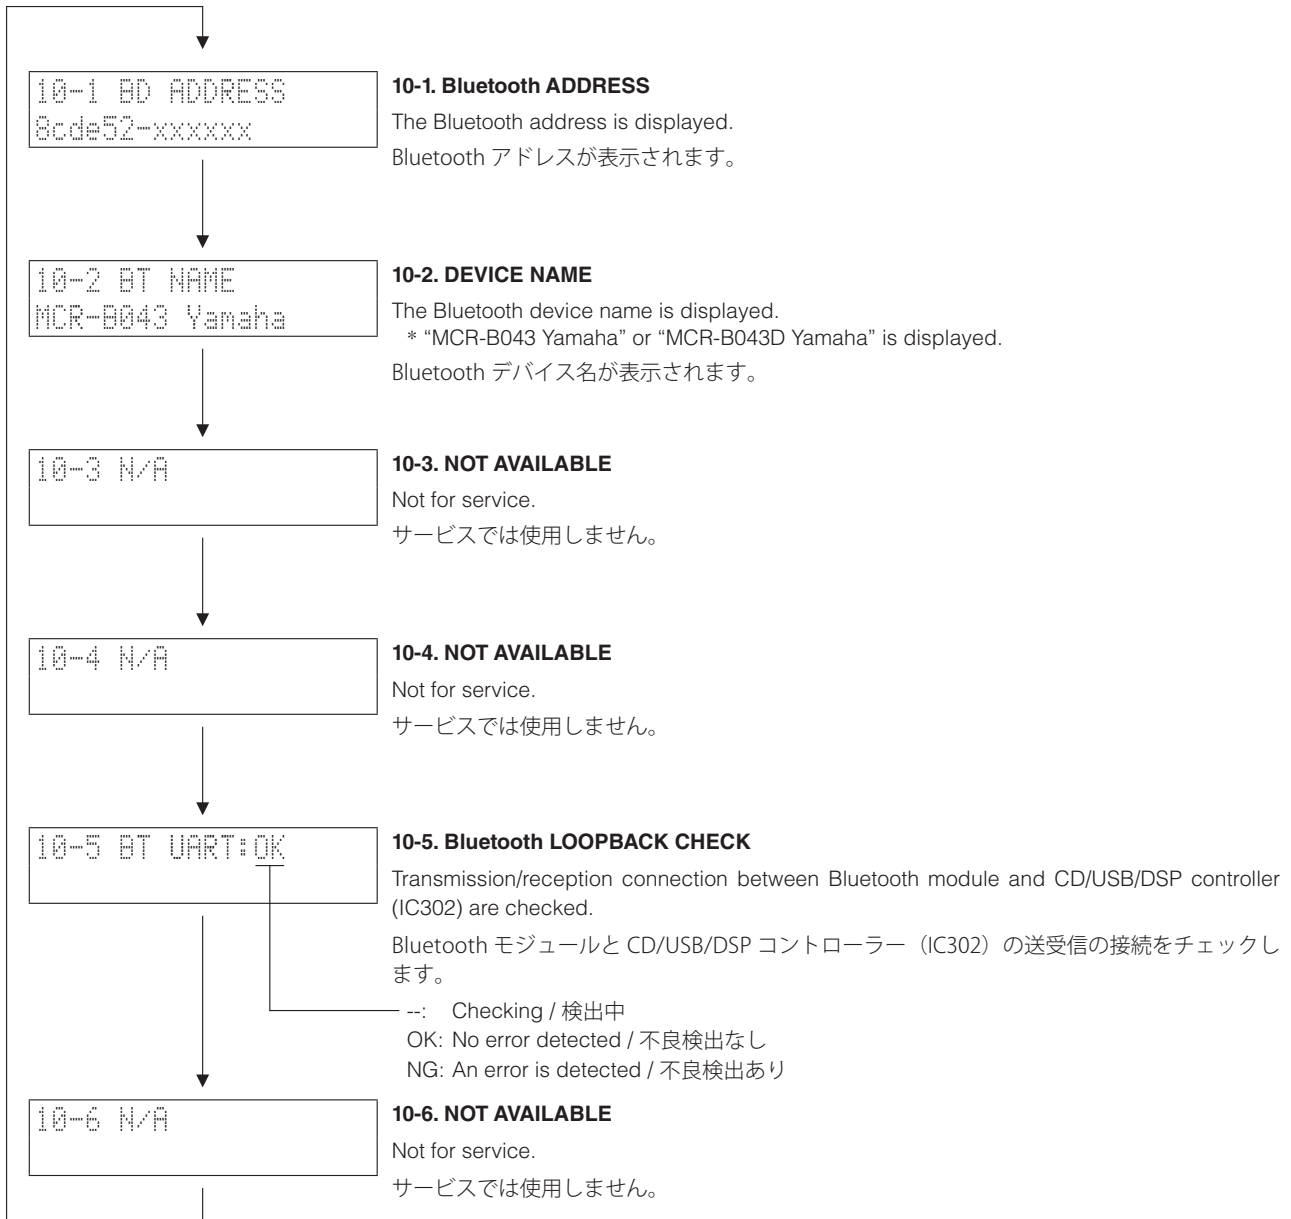 10-1 BD ADDRESS
8cde52-xxxxxx
10-1. Bluetooth ADDRESS
The Bluetooth address is displayed.
Bluetooth アドレスが表示されます。
10-2 BT NAME
MCR-B043 Yamaha
10-2. DEVICE NAME
The Bluetooth device name is displayed.
* “MCR-B043 Yamaha” or “MCR-B043D Yamaha” is displayed.
Bluetooth デバイス名が表示されます。
10-3 N/A
10-3. NOT AVAILABLE
Not for service.
サービスでは使用しません。
10-4 N/A
10-4. NOT AVAILABLE
Not for service.
サービスでは使用しません。
10-5 BT UART:OK
10-5. Bluetooth LOOPBACK CHECK
Transmission/reception connection between Bluetooth module and CD/USB/DSP controller
(IC302) are checked.
Bluetooth モジュールと CD/USB/DSP コントローラー（IC302）の送受信の接続をチェックし
ます。
--: Checking / 検出中
OK: No error detected / 不良検出なし
NG: An error is detected / 不良検出あり
10-6 N/A
10-6. NOT AVAILABLE
Not for service.
サービスでは使用しません。